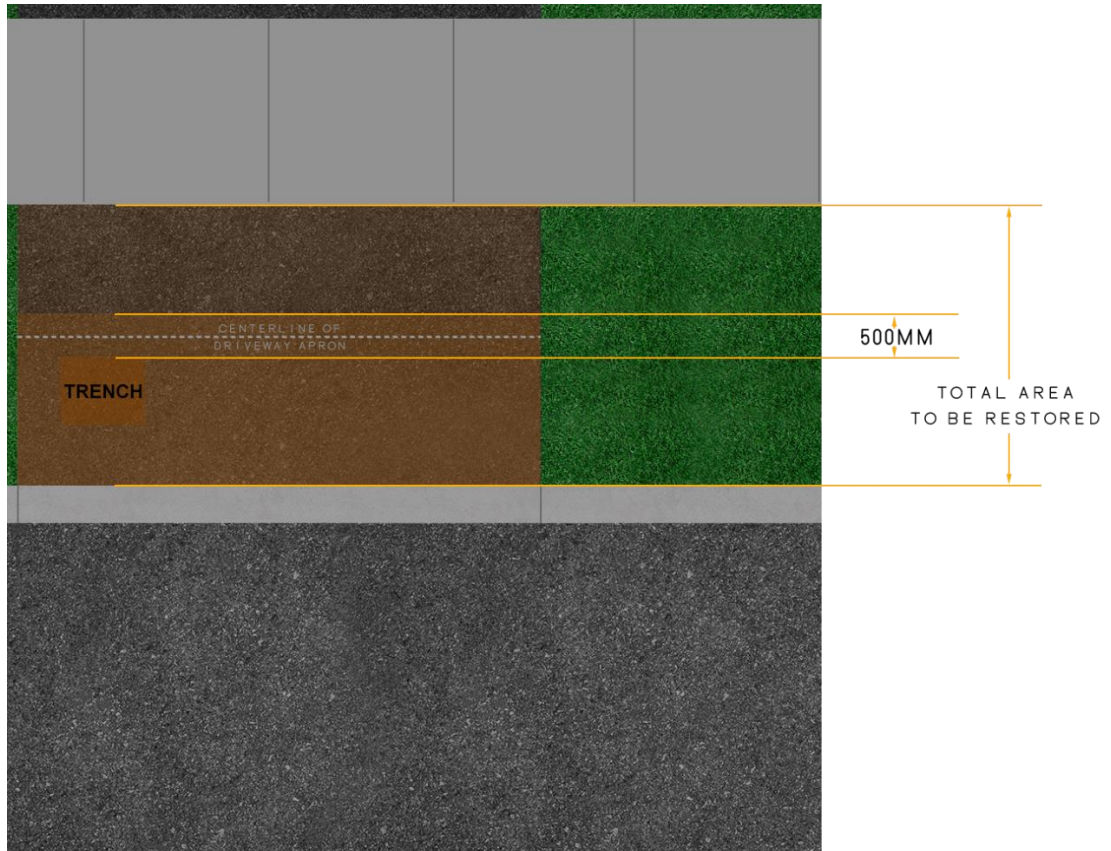 CENTERLINE OF
DRIVEWAY APRON
500MM
TRENCH
TOTAL AREA
TO BE RESTORED